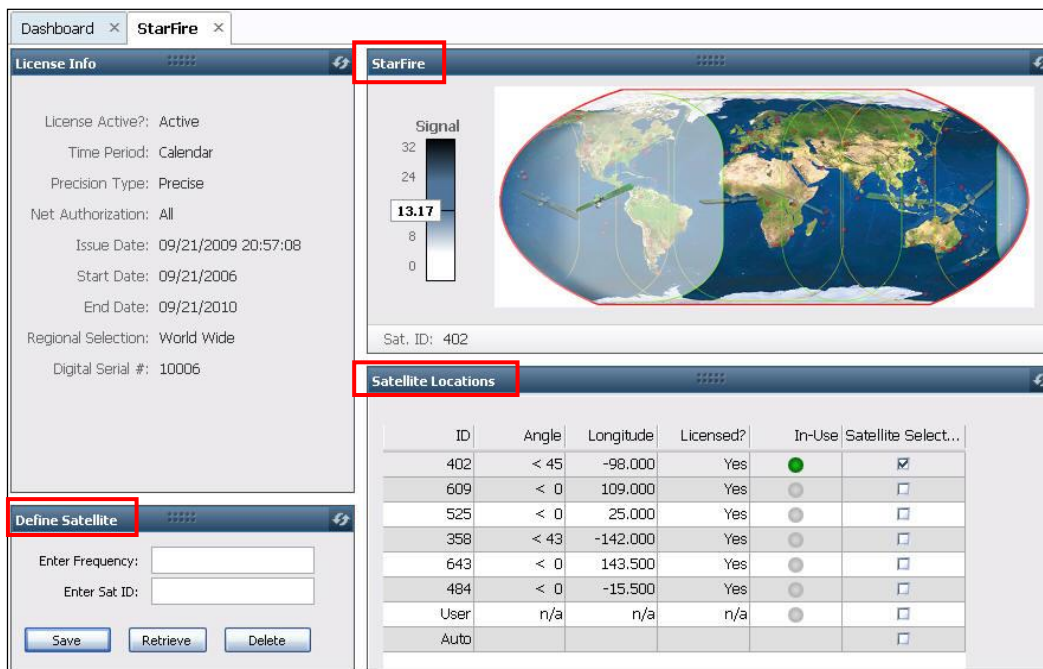 Dashboard × StarFire ×
License Info
License Active?: Active
Time Period: Calendar
Precision Type: Precise
Net Authorization: All
Issue Date: 09/21/2009 20:57:08
Start Date: 09/21/2006
End Date: 09/21/2010
Regional Selection: World Wide
Digital Serial #: 10006
Define Satellite
Enter Frequency:
Enter Sat ID:
Save Retrieve Delete
StarFire
Signal
32
24
13.17
8
0
Sat. ID: 402
Satellite Locations
ID Angle Longitude Licensed? In-Use Satellite Select...
402 < 45 -98.000 Yes
609 < 0 109.000 Yes
525 < 0 25.000 Yes
358 < 43 -142.000 Yes
643 < 0 143.500 Yes
484 < 0 -15.500 Yes
User n/a n/a n/a
Auto